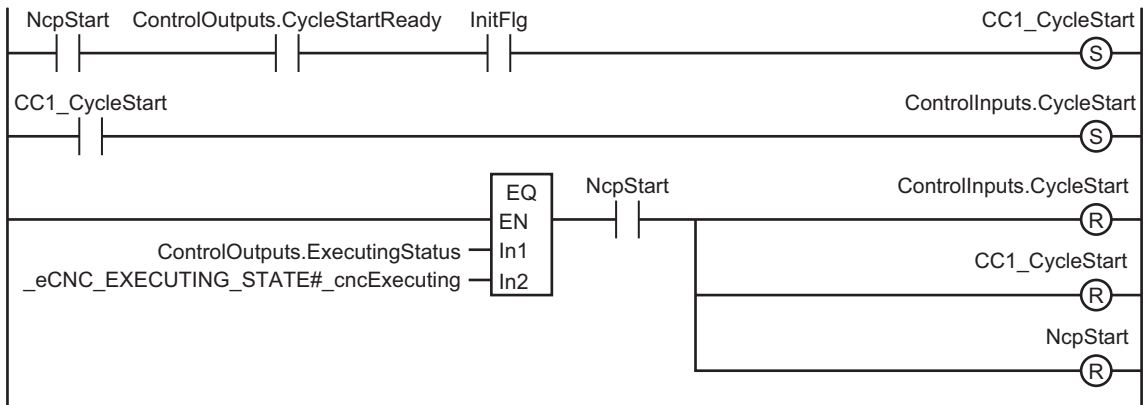 NcpStart ControlOutputs.CycleStartReady InitFlg CC1_CycleStart
S
CC1_CycleStart ControlInputs.CycleStart
S
EQ NcpStart ControlInputs.CycleStart
EN R
ControlOutputs.ExecutingStatus In1 CC1_CycleStart
_eCNC_EXECUTING_STATE#_cncExecuting In2 R
NcpStart
R